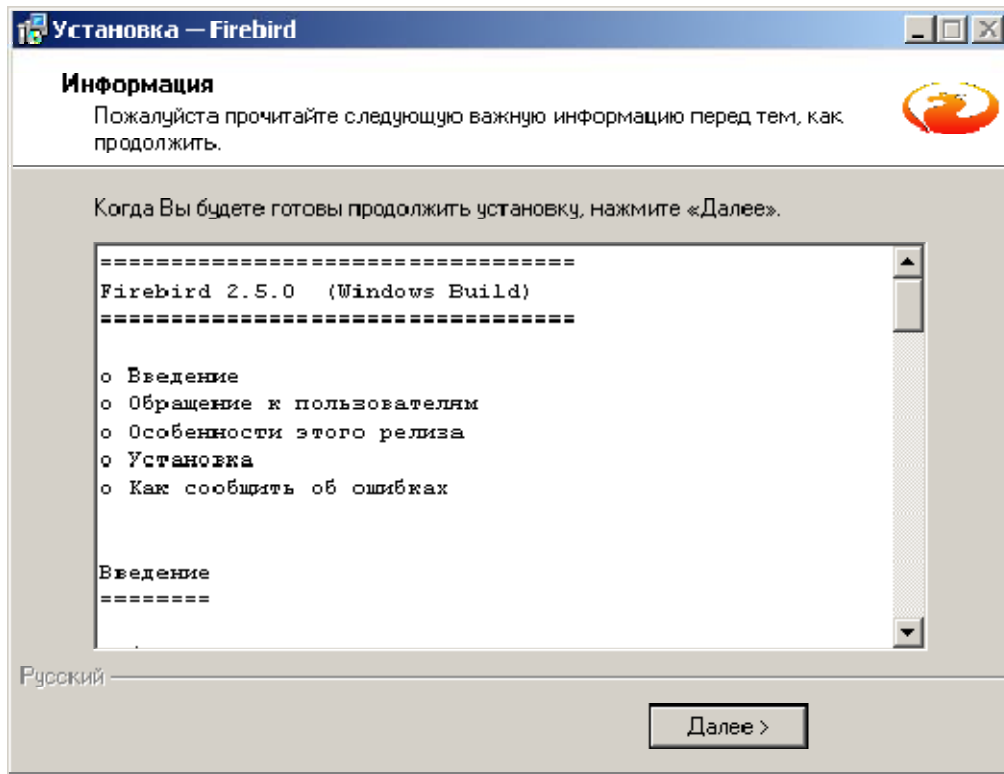 Установка — Firebird
Информация
Пожалуйста прочитайте следующую важную информацию перед тем, как
продолжить.
Когда Вы будете готовы продолжить установку, нажмите «Далее».
==================================
Firebird 2.5.0 (Windows Build)
==================================
o Введение
o Обращение к пользователям
o Особенности этого релиза
o Установка
o Как сообщить об ошибках
Введение
========
Русский
Далее >